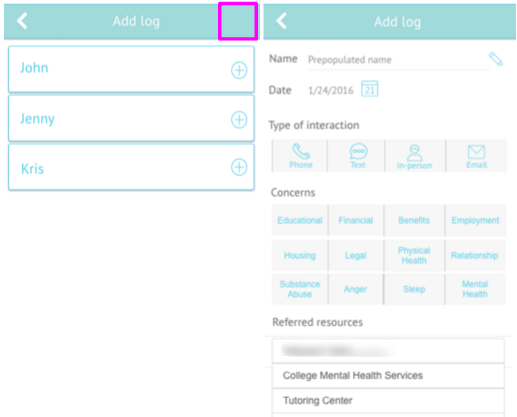 Add log
John
Jenny
Kris
Add log
Name Prepopulated name
Date 1/24/2016 21
Type of interaction
Phone Text In-person Email
Concerns
Educational Financial Benefits Employment
Housing Legal Physical Health Relationship
Substance Abuse Anger Sleep Mental Health
Referred resources
College Mental Health Services
Tutoring Center